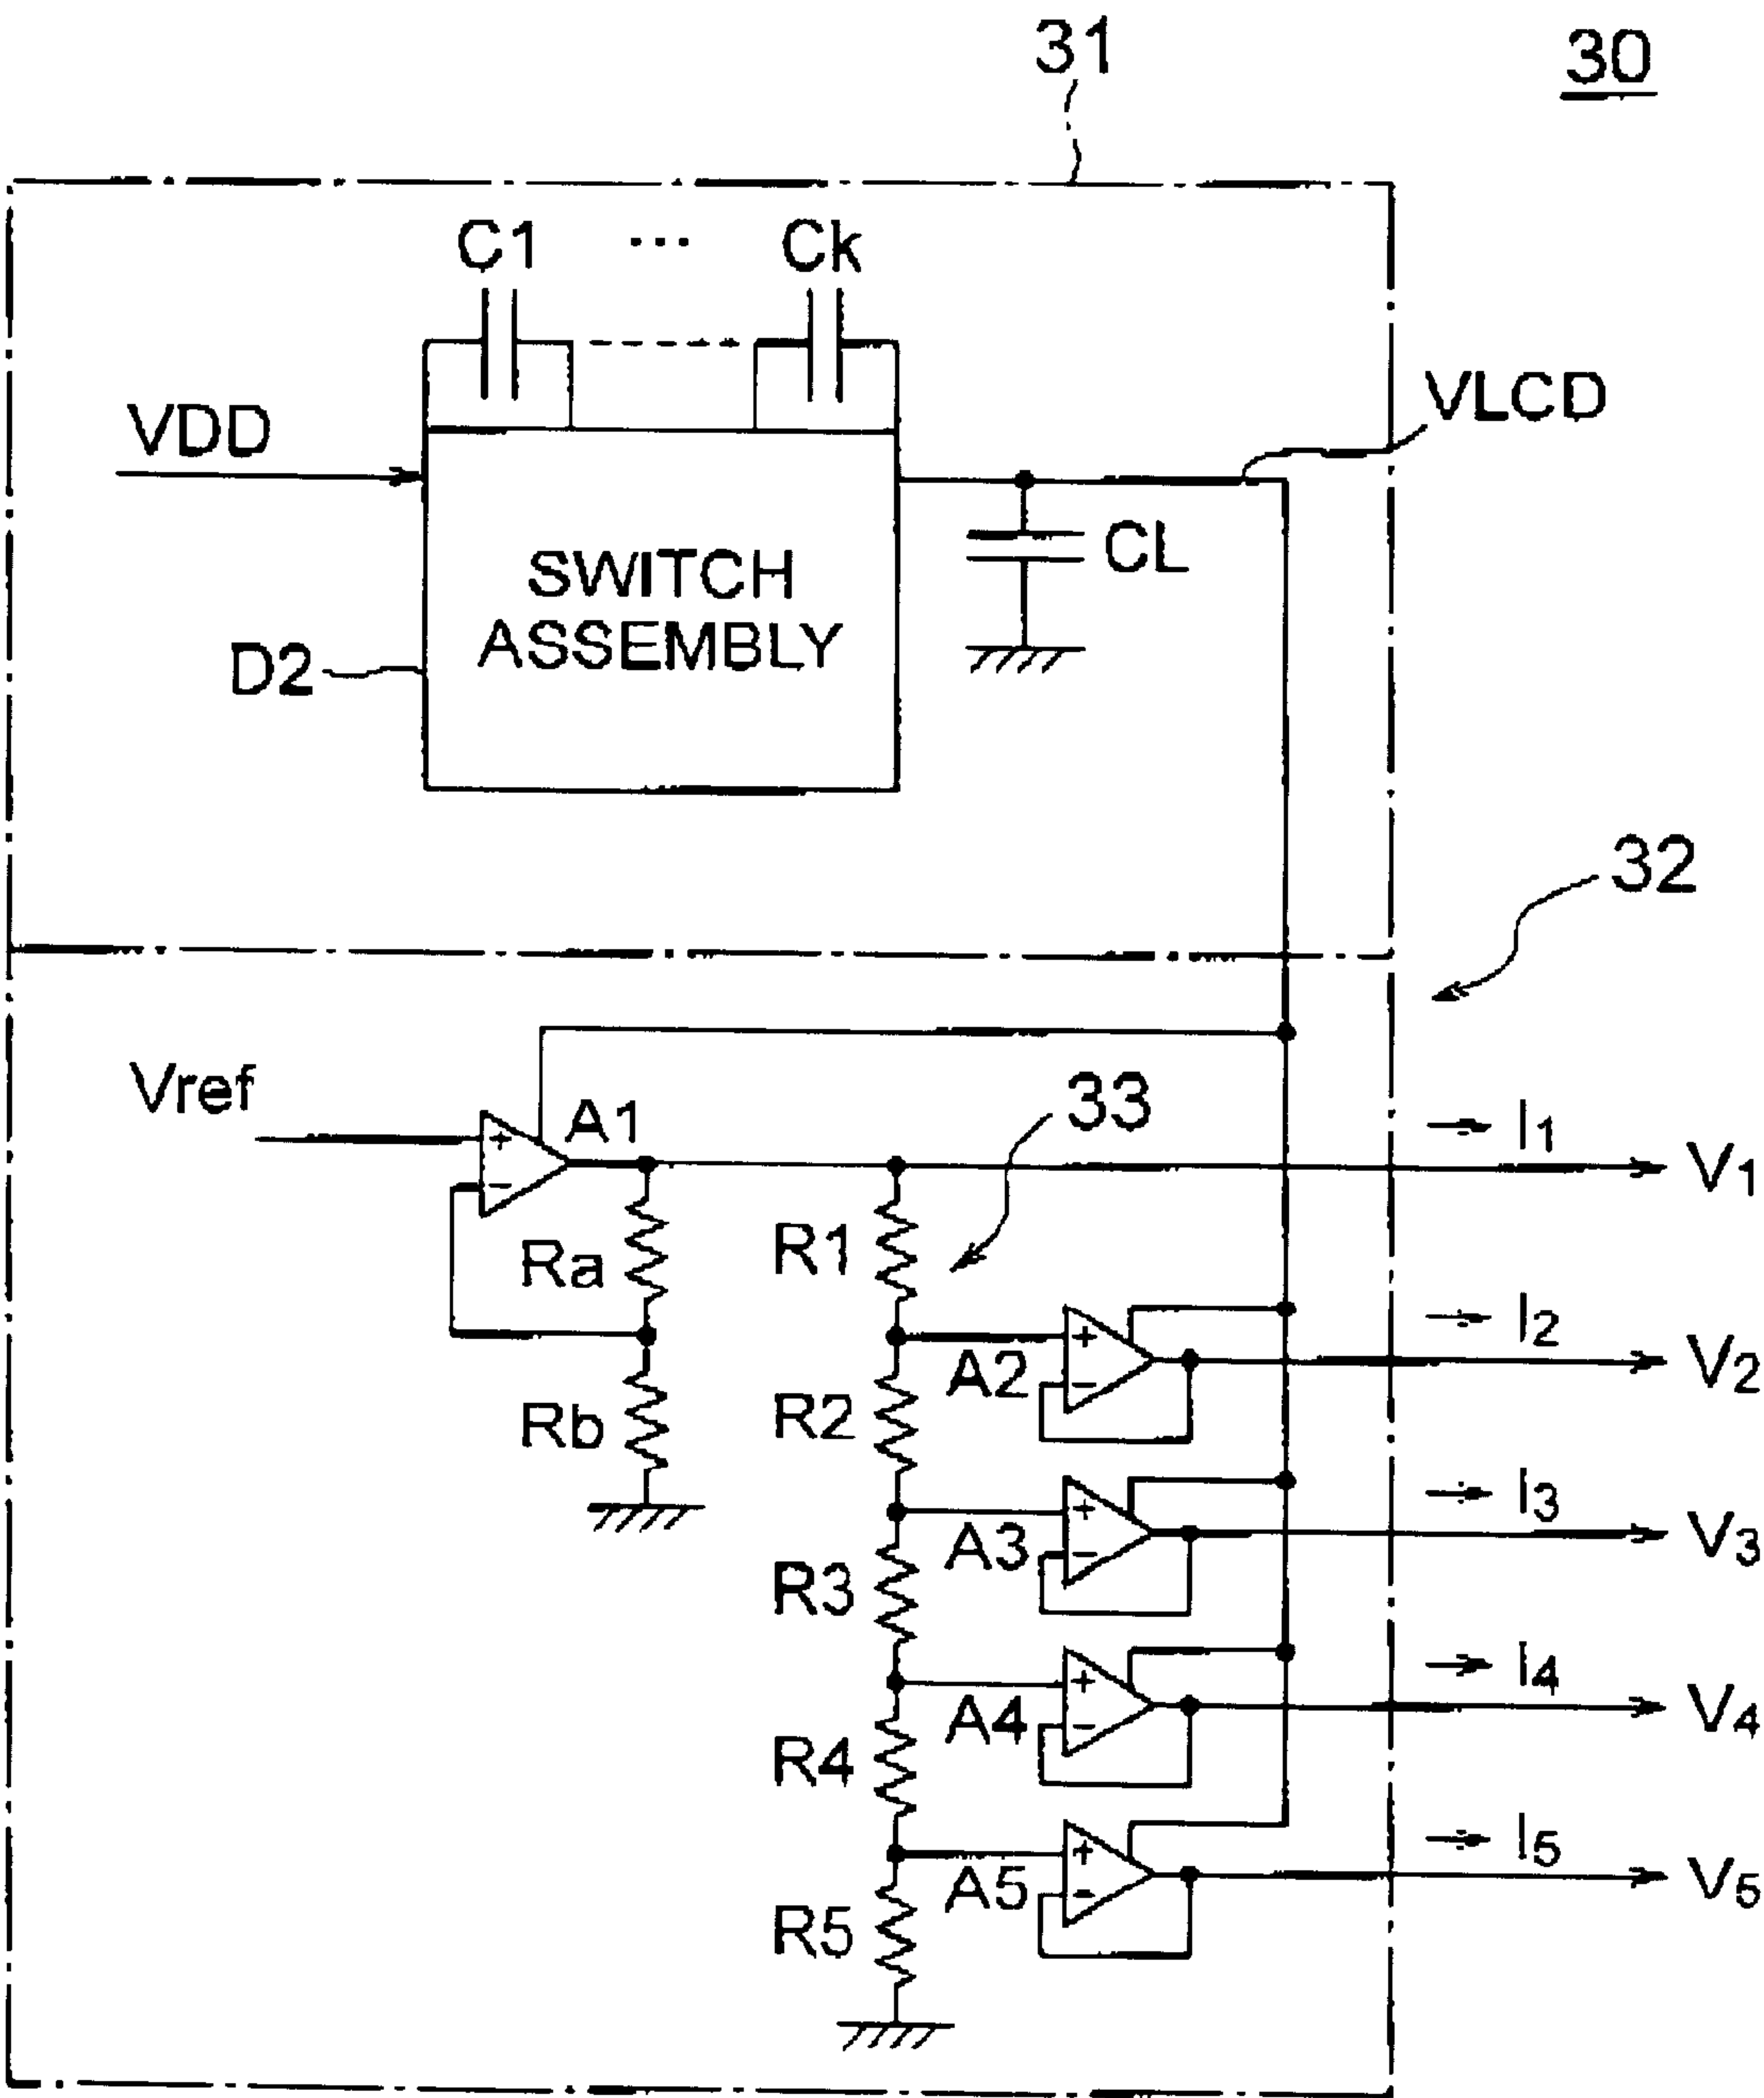 31
30
C1 ... Ck
VDD
VLCD
SWITCH
ASSEMBLY
CL
D2
32
Vref
A1
33
I1
V1
+
−
Ra
R1
I2
V2
+
−
A2
Rb
R2
I3
V3
+
−
A3
R3
I4
V4
+
−
A4
R4
I5
V5
+
−
A5
R5